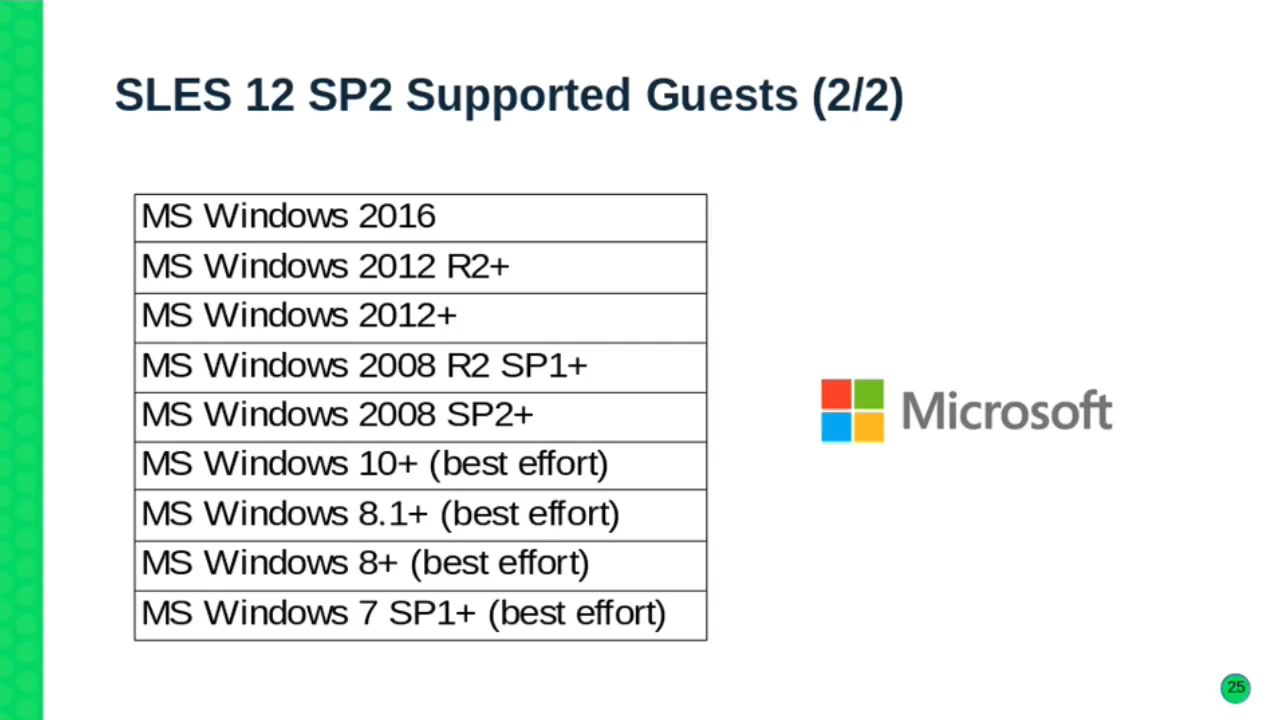 SLES 12 SP2 Supported Guests (2/2)
MS Windows 2016
MS Windows 2012 R2+
MS Windows 2012+
MS Windows 2008 R2 SP1+
MS Windows 2008 SP2+
MS Windows 10+ (best effort)
MS Windows 8.1+ (best effort)
MS Windows 8+ (best effort)
MS Windows 7 SP1+ (best effort)
Microsoft
25